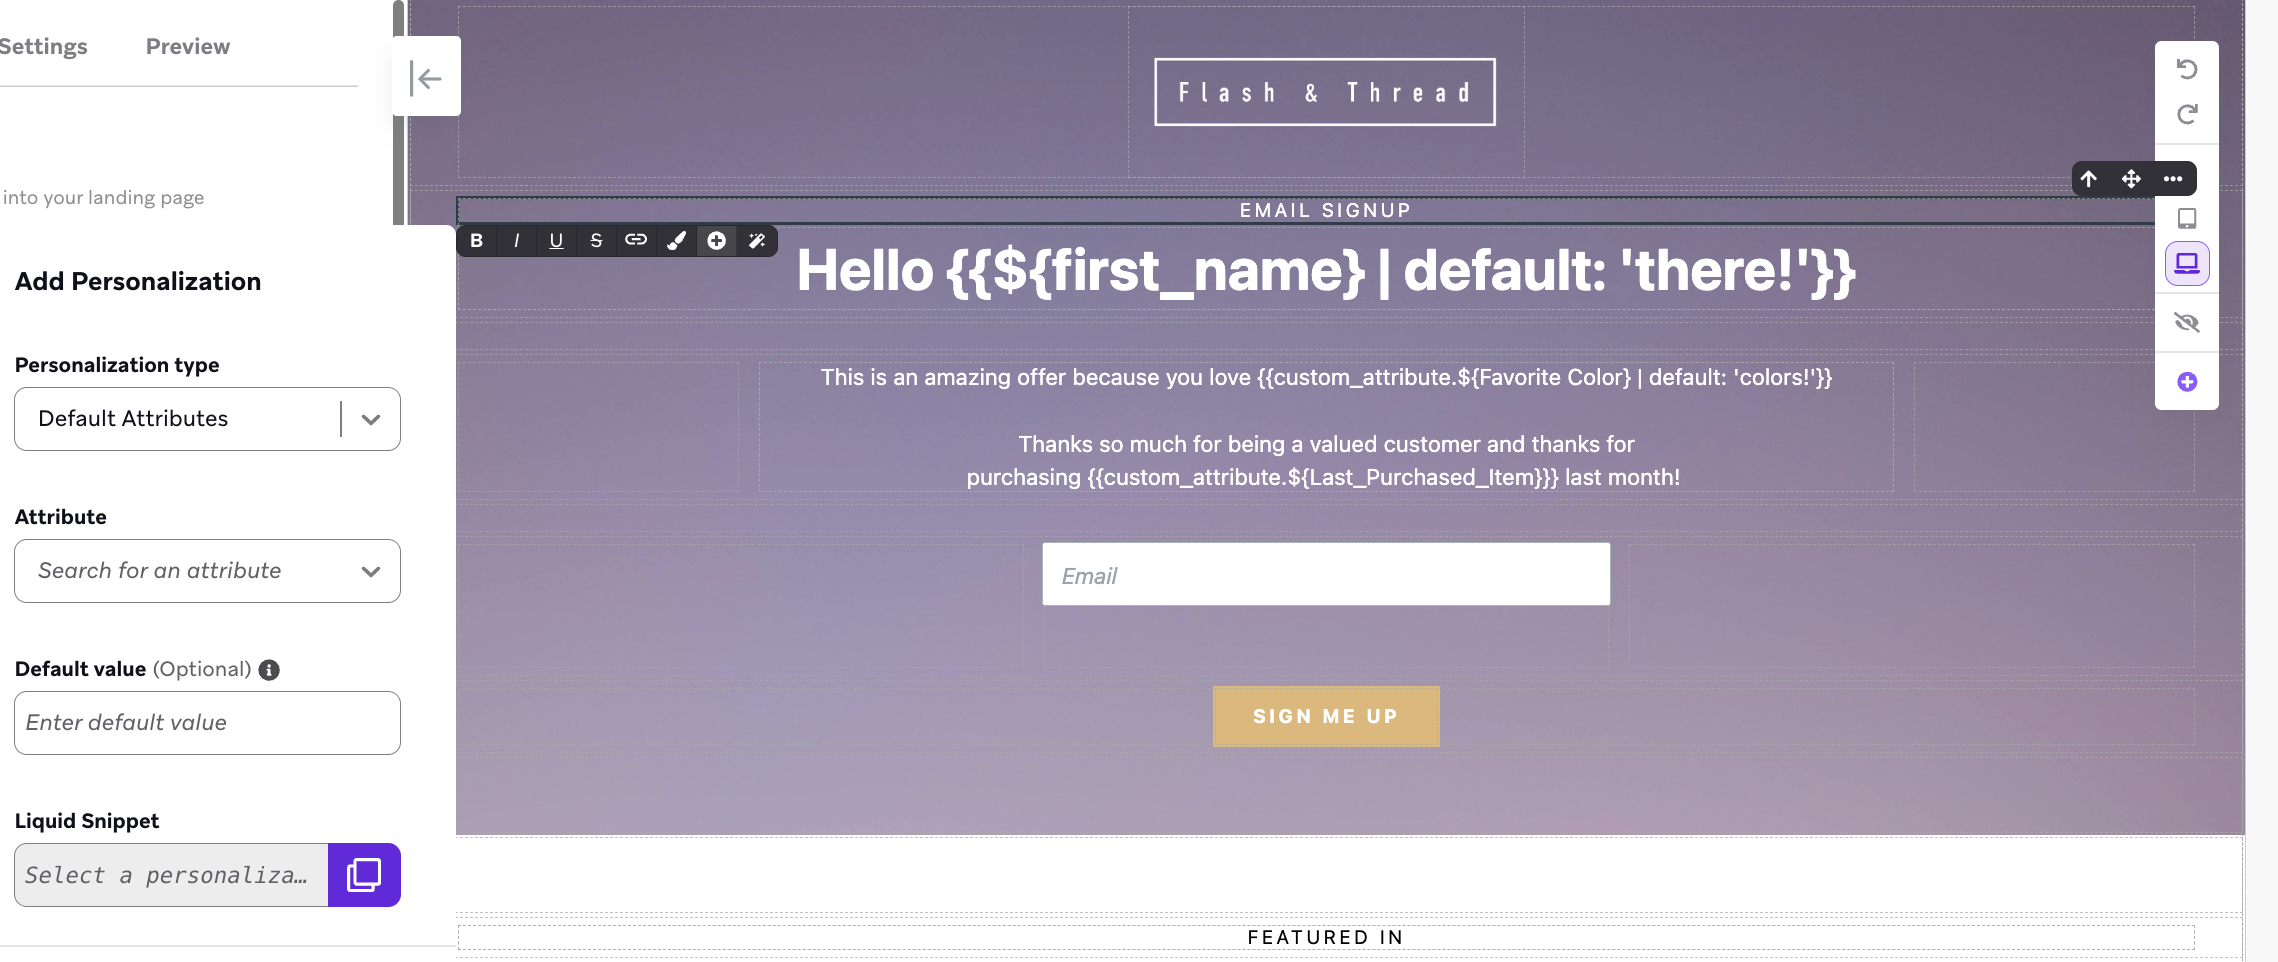 Settings
Preview
into your landing page
Add Personalization
Personalization type
Default Attributes
Attribute
Search for an attribute
Default value (Optional)
Enter default value
Liquid Snippet
Select a personaliza…
Flash & Thread
EMAIL SIGNUP
B I U S
Hello {{${first_name} | default: 'there!'}}
This is an amazing offer because you love {{custom_attribute.${Favorite Color} | default: 'colors!'}}
Thanks so much for being a valued customer and thanks for
purchasing {{custom_attribute.${Last_Purchased_Item}}} last month!
Email
SIGN ME UP
FEATURED IN